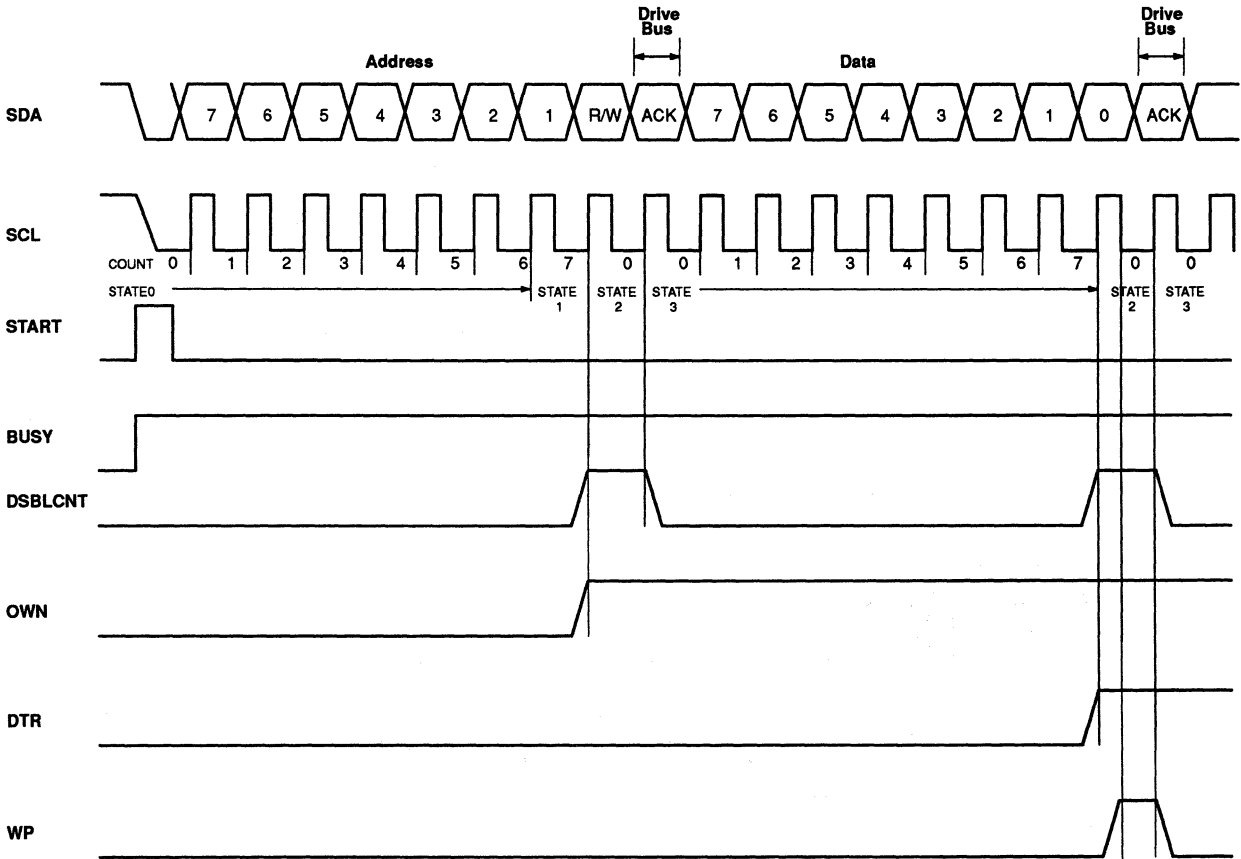 Drive
Bus
Drive
Bus
Address
Data
SDA
7 6 5 4 3 2 1 R/W ACK 7 6 5 4 3 2 1 0 ACK
SCL
COUNT 0 1 2 3 4 5 6 7 0 0 1 2 3 4 5 6 7 0 0
STATE0
STATE
1
STATE
2
STATE
3
STATE
2
STATE
3
START
BUSY
DSBLCNT
OWN
DTR
WP